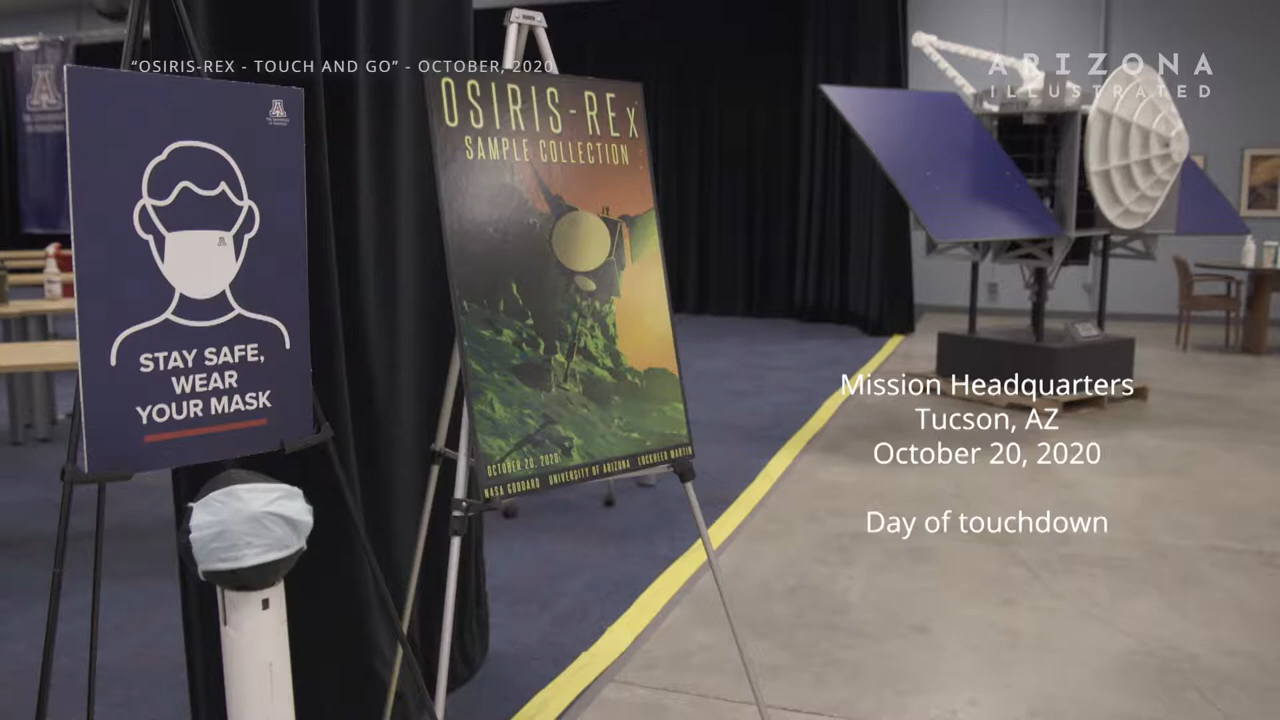 “OSIRIS-REX - TOUCH AND GO” - OCTOBER, 2020
ARIZONA
ILLUSTRATED
STAY SAFE,
WEAR
YOUR MASK
OSIRIS-REx
SAMPLE COLLECTION
OCTOBER 20, 2020
NASA GODDARD UNIVERSITY OF ARIZONA LOCKHEED MARTIN
Mission Headquarters
Tucson, AZ
October 20, 2020
Day of touchdown